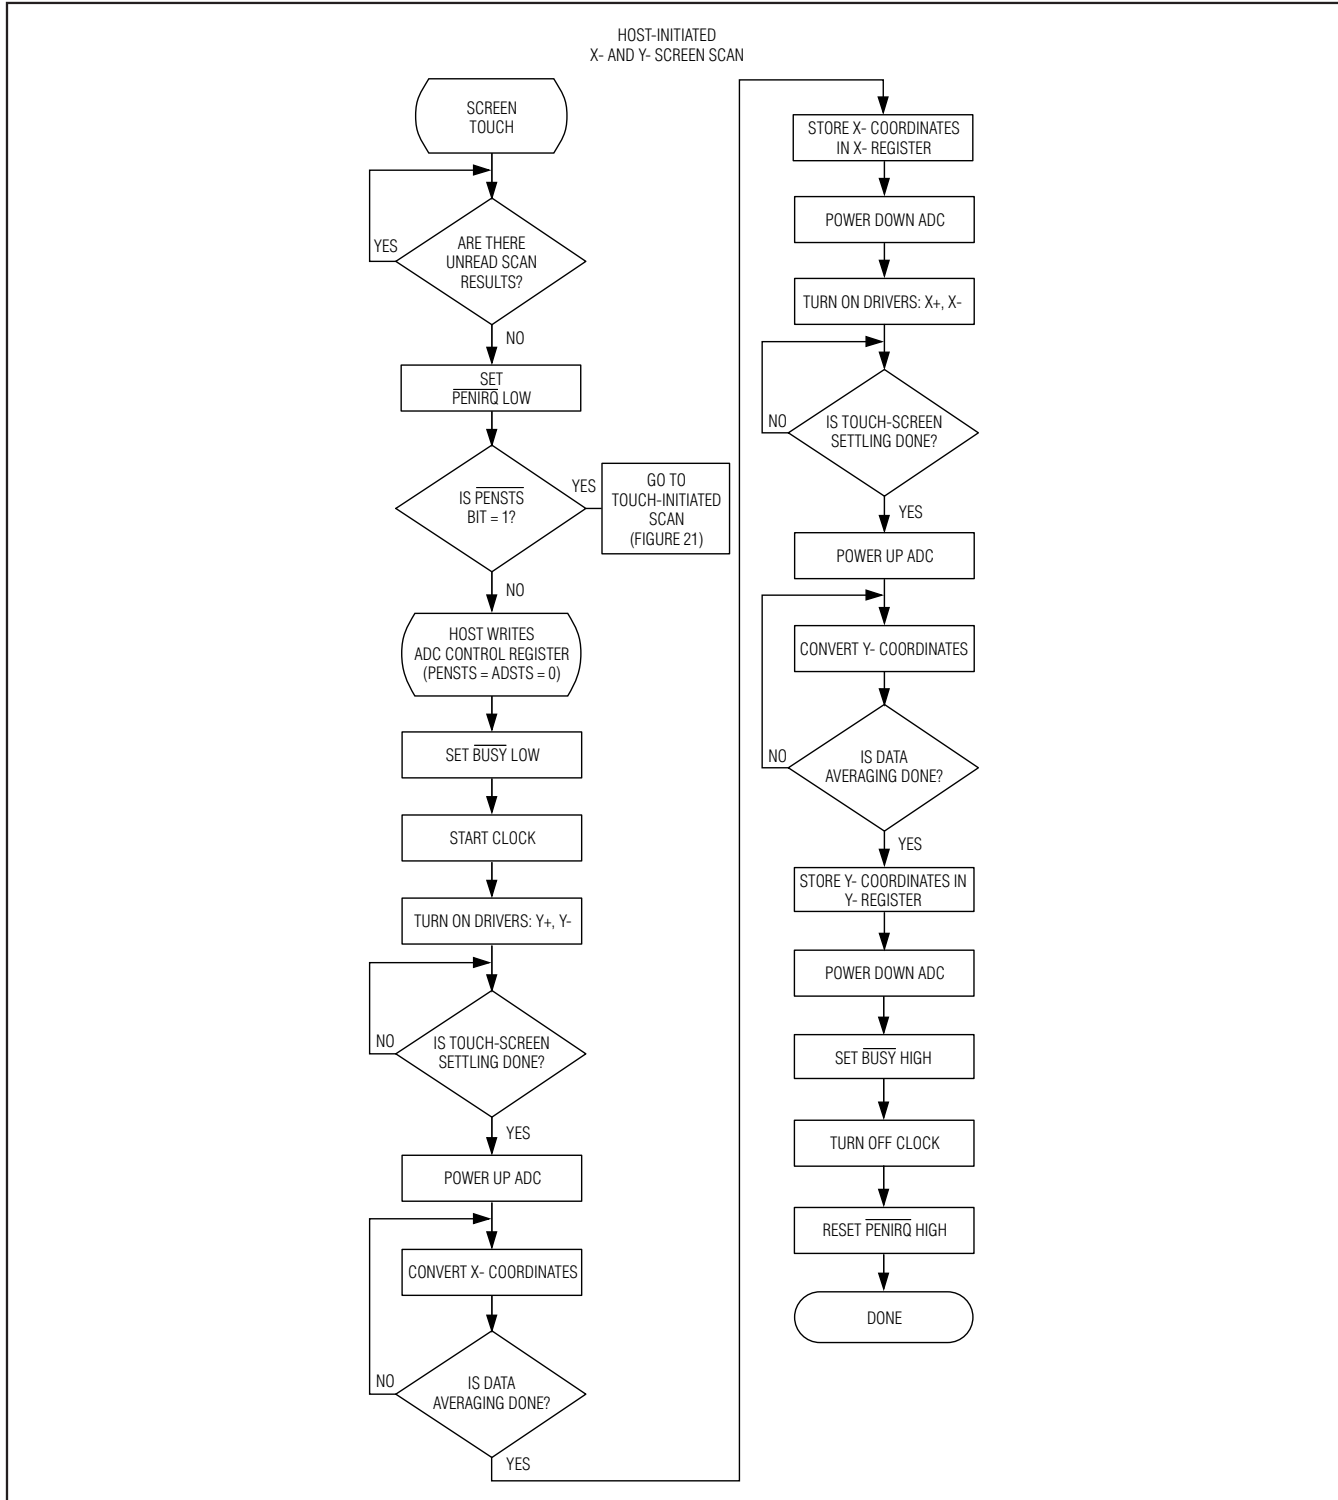 HOST-INITIATED
X- AND Y- SCREEN SCAN
SCREEN
TOUCH
YES
ARE THERE
UNREAD SCAN
RESULTS?
NO
SET
PENIRQ LOW
IS PENSTS
BIT = 1?
YES
GO TO
TOUCH-INITIATED
SCAN
(FIGURE 21)
NO
HOST WRITES
ADC CONTROL REGISTER
(PENSTS = ADSTS = 0)
SET BUSY LOW
START CLOCK
TURN ON DRIVERS: Y+, Y-
NO
IS TOUCH-SCREEN
SETTLING DONE?
YES
POWER UP ADC
CONVERT X- COORDINATES
NO
IS DATA
AVERAGING DONE?
YES
STORE X- COORDINATES
IN X- REGISTER
POWER DOWN ADC
TURN ON DRIVERS: X+, X-
NO
IS TOUCH-SCREEN
SETTLING DONE?
YES
POWER UP ADC
CONVERT Y- COORDINATES
NO
IS DATA
AVERAGING DONE?
YES
STORE Y- COORDINATES IN
Y- REGISTER
POWER DOWN ADC
SET BUSY HIGH
TURN OFF CLOCK
RESET PENIRQ HIGH
DONE